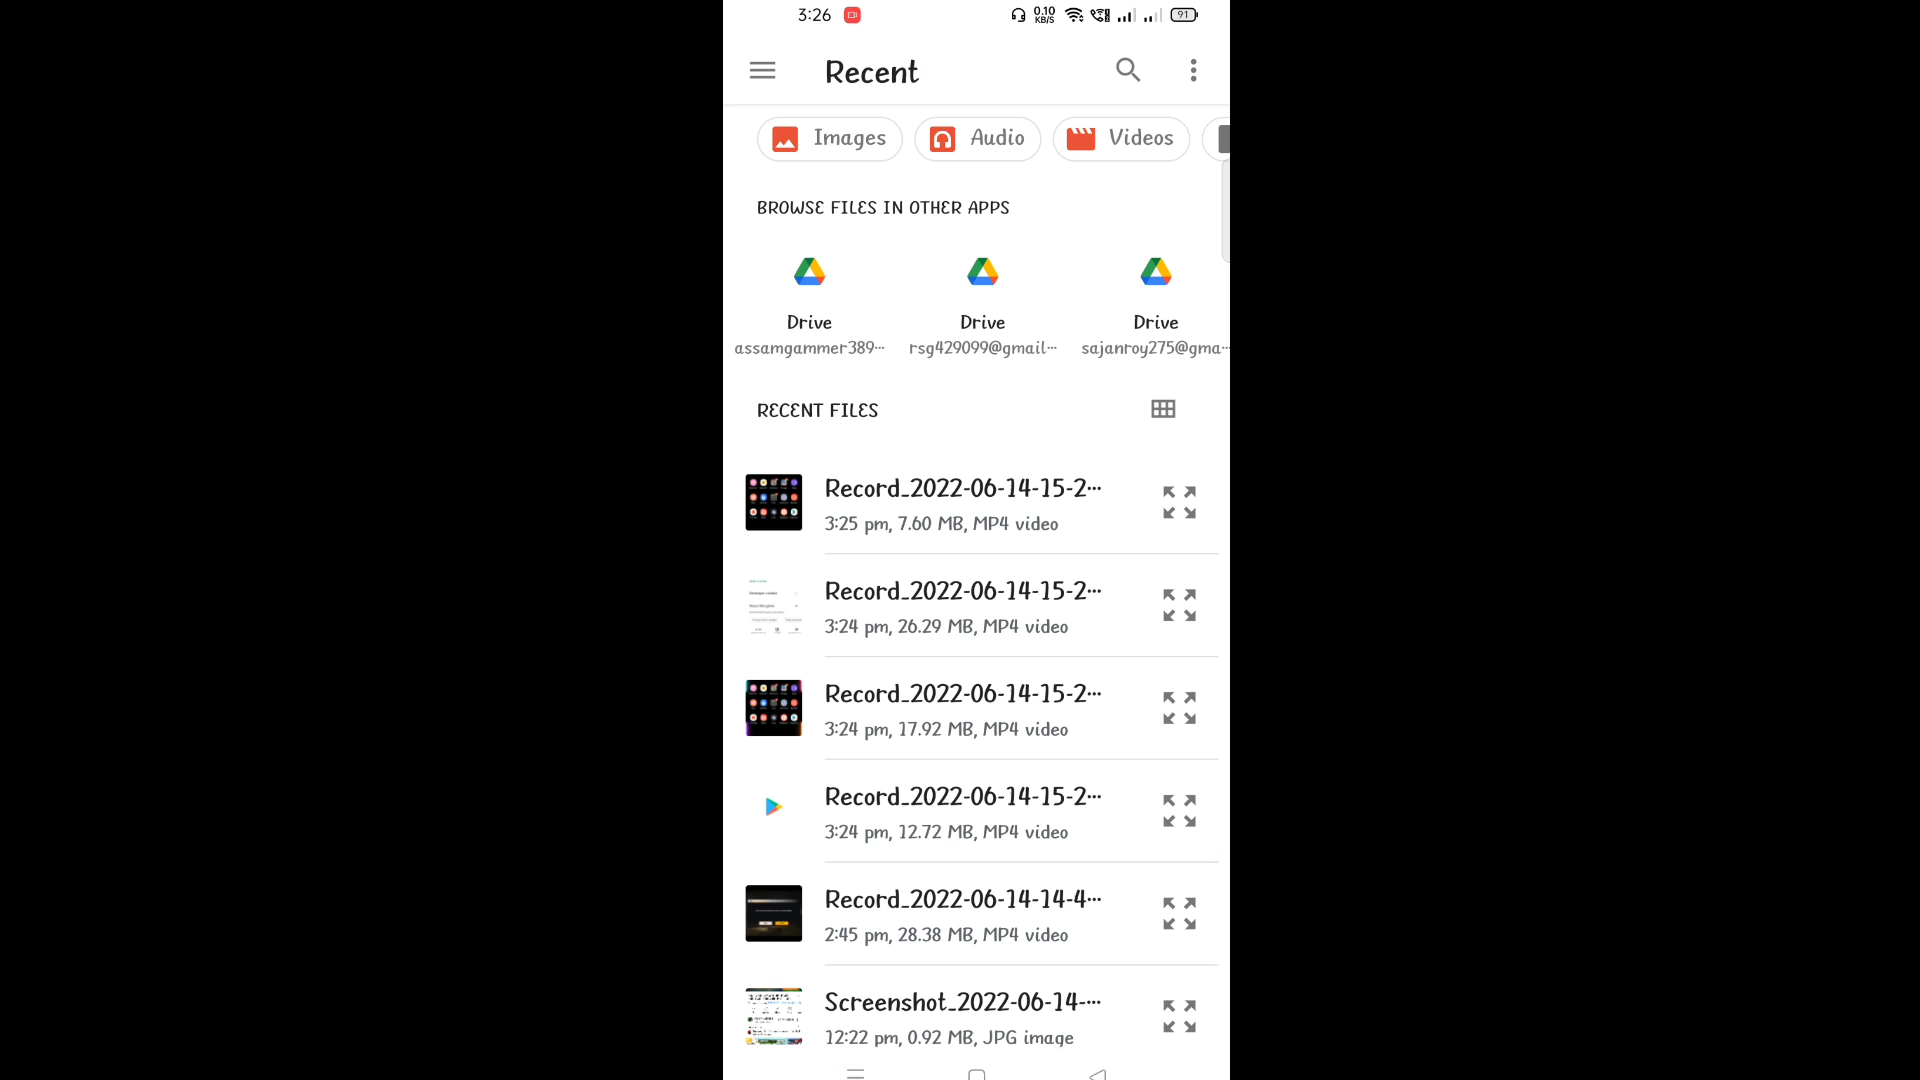 3:26
0.10
KB/S
91
Recent
Images
Audio
Videos
BROWSE FILES IN OTHER APPS
Drive
assamgammer389…
Drive
rsg429099@gmail…
Drive
sajanroy275@gma…
RECENT FILES
Record_2022-06-14-15-2…
3:25 pm, 7.60 MB, MP4 video
Record_2022-06-14-15-2…
3:24 pm, 26.29 MB, MP4 video
Record_2022-06-14-15-2…
3:24 pm, 17.92 MB, MP4 video
Record_2022-06-14-15-2…
3:24 pm, 12.72 MB, MP4 video
Record_2022-06-14-14-4…
2:45 pm, 28.38 MB, MP4 video
Screenshot_2022-06-14-…
12:22 pm, 0.92 MB, JPG image